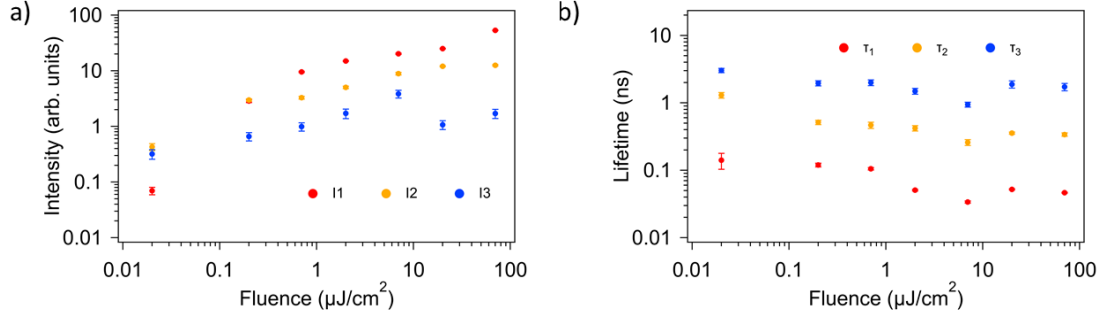 a)
Intensity (arb. units)
100
10
1
0.1
0.01
I1 I2 I3
0.01 0.1 1 10 100
Fluence (µJ/cm²)
b)
Lifetime (ns)
10
1
0.1
0.01
τ₁ τ₂ τ₃
0.01 0.1 1 10 100
Fluence (µJ/cm²)